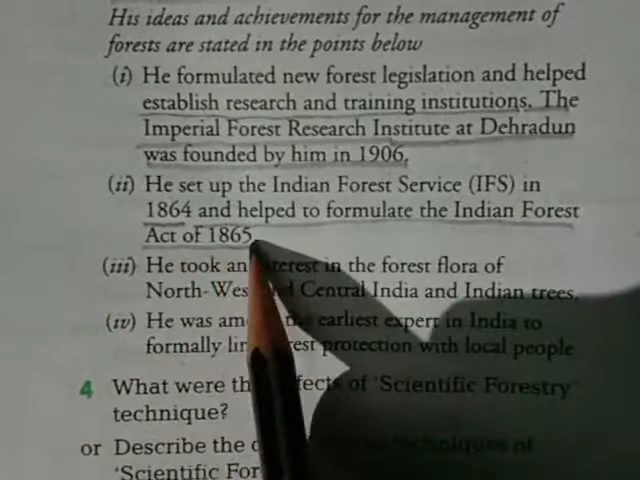 His ideas and achievements for the management of
forests are stated in the points below
(i) He formulated new forest legislation and helped
establish research and training institutions. The
Imperial Forest Research Institute at Dehradun
was founded by him in 1906.
(ii) He set up the Indian Forest Service (IFS) in
1864 and helped to formulate the Indian Forest
Act of 1865.
(iii) He took an in the forest flora of
North-Wes Central India and Indian trees.
(iv) He was am earliest expert in India to
formally lin protection with local people
4 What were th of 'Scientific Forestry'
technique?
or Describe the techniques of
'Scientific For